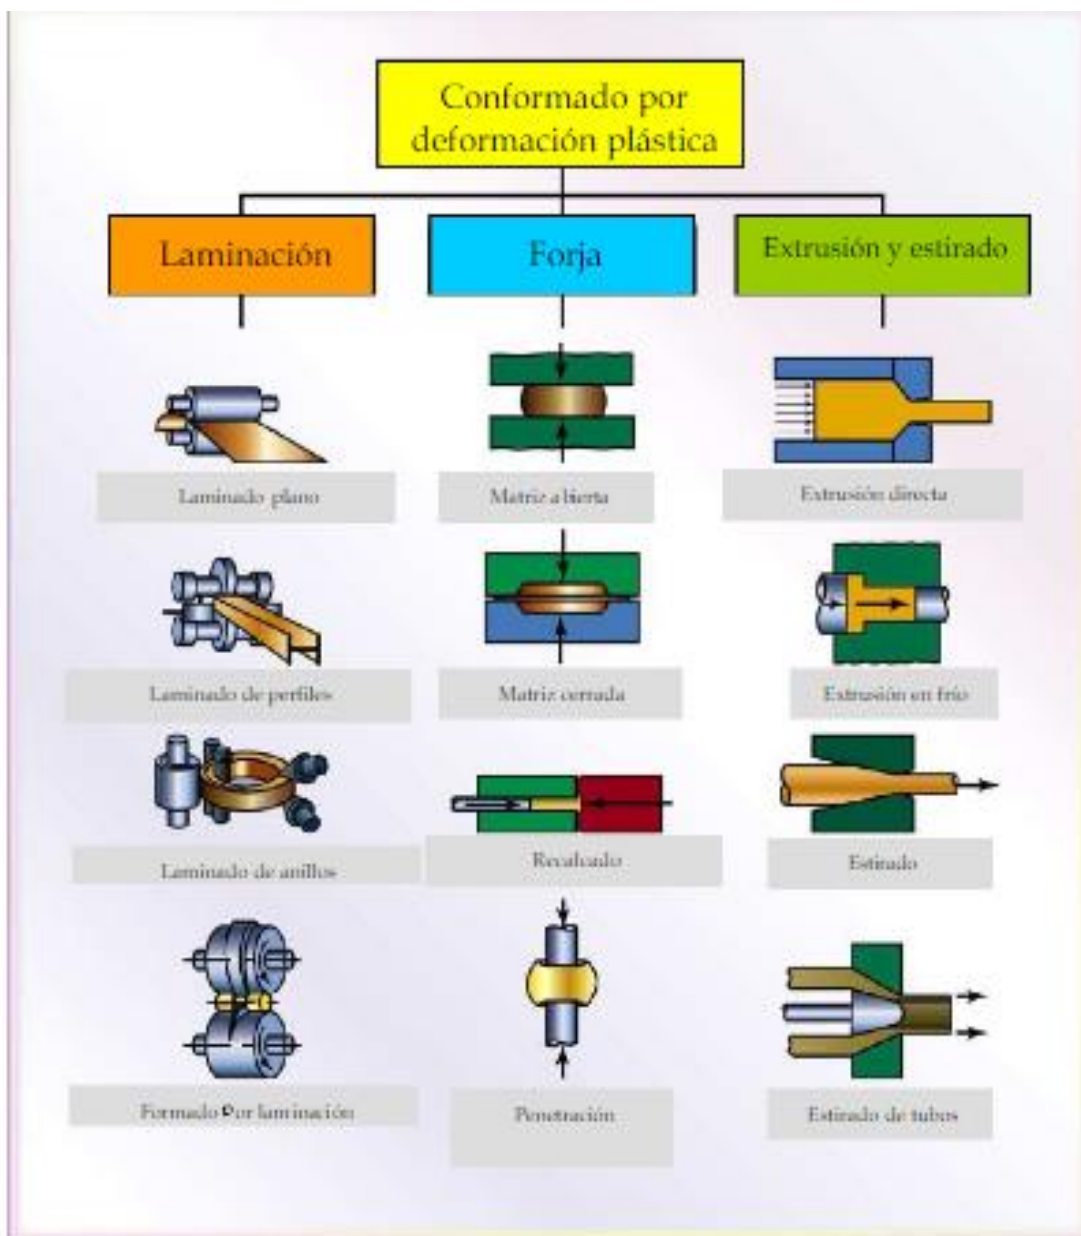 Conformado por
deformación plástica
Laminación
Forja
Extrusión y estirado
Laminado plano
Matriz abierta
Extrusión directa
Laminado de perfiles
Matriz cerrada
Extrusión en frío
Laminado de anillos
Recalcado
Estirado
Formado por laminación
Penetración
Estirado de tubos